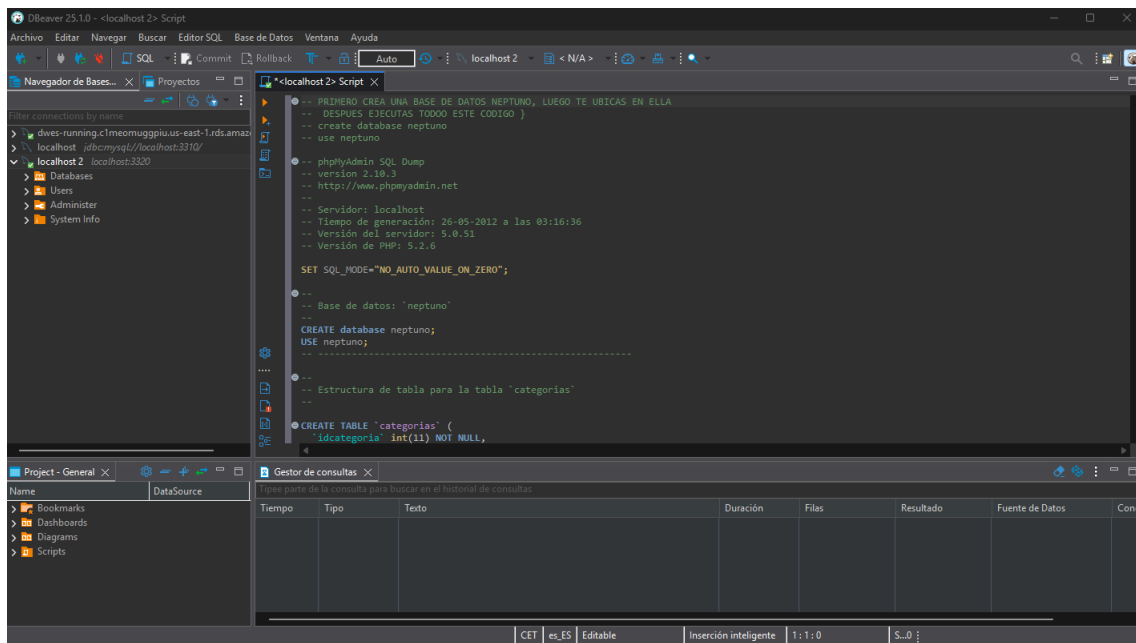 DBeaver 25.1.0 - <localhost 2> Script
Archivo Editar Navegar Buscar Editor SQL Base de Datos Ventana Ayuda
SQL Commit Rollback Auto localhost 2 < N/A >
Navegador de Bases... Proyectos
*<localhost 2> Script
Filter connections by name
dwes-running.c1meomuggpiu.us-east-1.rds.amaz
localhost jdbc:mysql://localhost:3310/
localhost 2 localhost:3320
Databases
Users
Administer
System Info
-- PRIMERO CREA UNA BASE DE DATOS NEPTUNO, LUEGO TE UBICAS EN ELLA
-- DESPUES EJECUTAS TODOO ESTE CODIGO }
-- create database neptuno
-- use neptuno
-- phpMyAdmin SQL Dump
-- version 2.10.3
-- http://www.phpmyadmin.net
--
-- Servidor: localhost
-- Tiempo de generación: 26-05-2012 a las 03:16:36
-- Versión del servidor: 5.0.51
-- Versión de PHP: 5.2.6
SET SQL_MODE="NO_AUTO_VALUE_ON_ZERO";
--
-- Base de datos: `neptuno`
--
CREATE database neptuno;
USE neptuno;
-- --------------------------------------------------------
--
-- Estructura de tabla para la tabla `categorias`
--
CREATE TABLE `categorias` (
`idcategoria` int(11) NOT NULL,
Project - General
Name DataSource
Bookmarks
Dashboards
Diagrams
Scripts
Gestor de consultas
Tipee parte de la consulta para buscar en el historial de consultas
Tiempo Tipo Texto Duración Filas Resultado Fuente de Datos Con
CET es_ES Editable Inserción inteligente 1 : 1 : 0 S...0